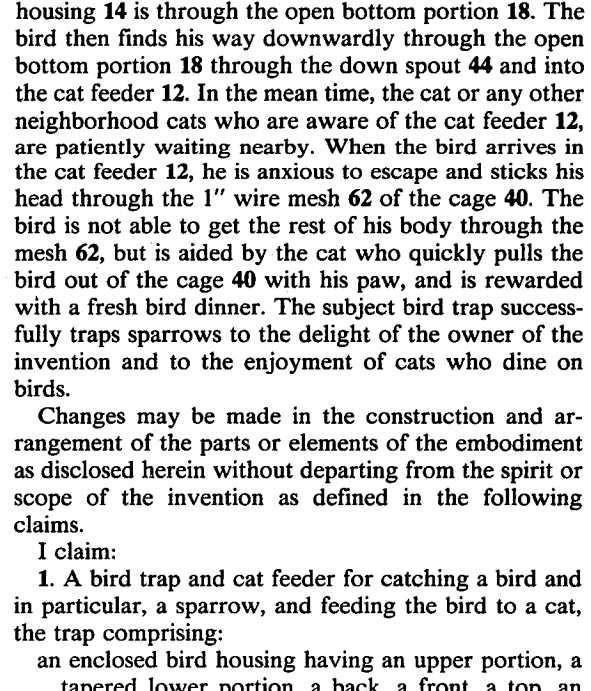 housing 14 is through the open bottom portion 18. The
bird then finds his way downwardly through the open
bottom portion 18 through the down spout 44 and into
the cat feeder 12. In the mean time, the cat or any other
neighborhood cats who are aware of the cat feeder 12,
are patiently waiting nearby. When the bird arrives in
the cat feeder 12, he is anxious to escape and sticks his
head through the 1" wire mesh 62 of the cage 40. The
bird is not able to get the rest of his body through the
mesh 62, but is aided by the cat who quickly pulls the
bird out of the cage 40 with his paw, and is rewarded
with a fresh bird dinner. The subject bird trap success-
fully traps sparrows to the delight of the owner of the
invention and to the enjoyment of cats who dine on
birds.
Changes may be made in the construction and ar-
rangement of the parts or elements of the embodiment
as disclosed herein without departing from the spirit or
scope of the invention as defined in the following
claims.
I claim:
1. A bird trap and cat feeder for catching a bird and
in particular, a sparrow, and feeding the bird to a cat,
the trap comprising:
an enclosed bird housing having an upper portion, a
tapered lower portion, a back, a front, a top, an